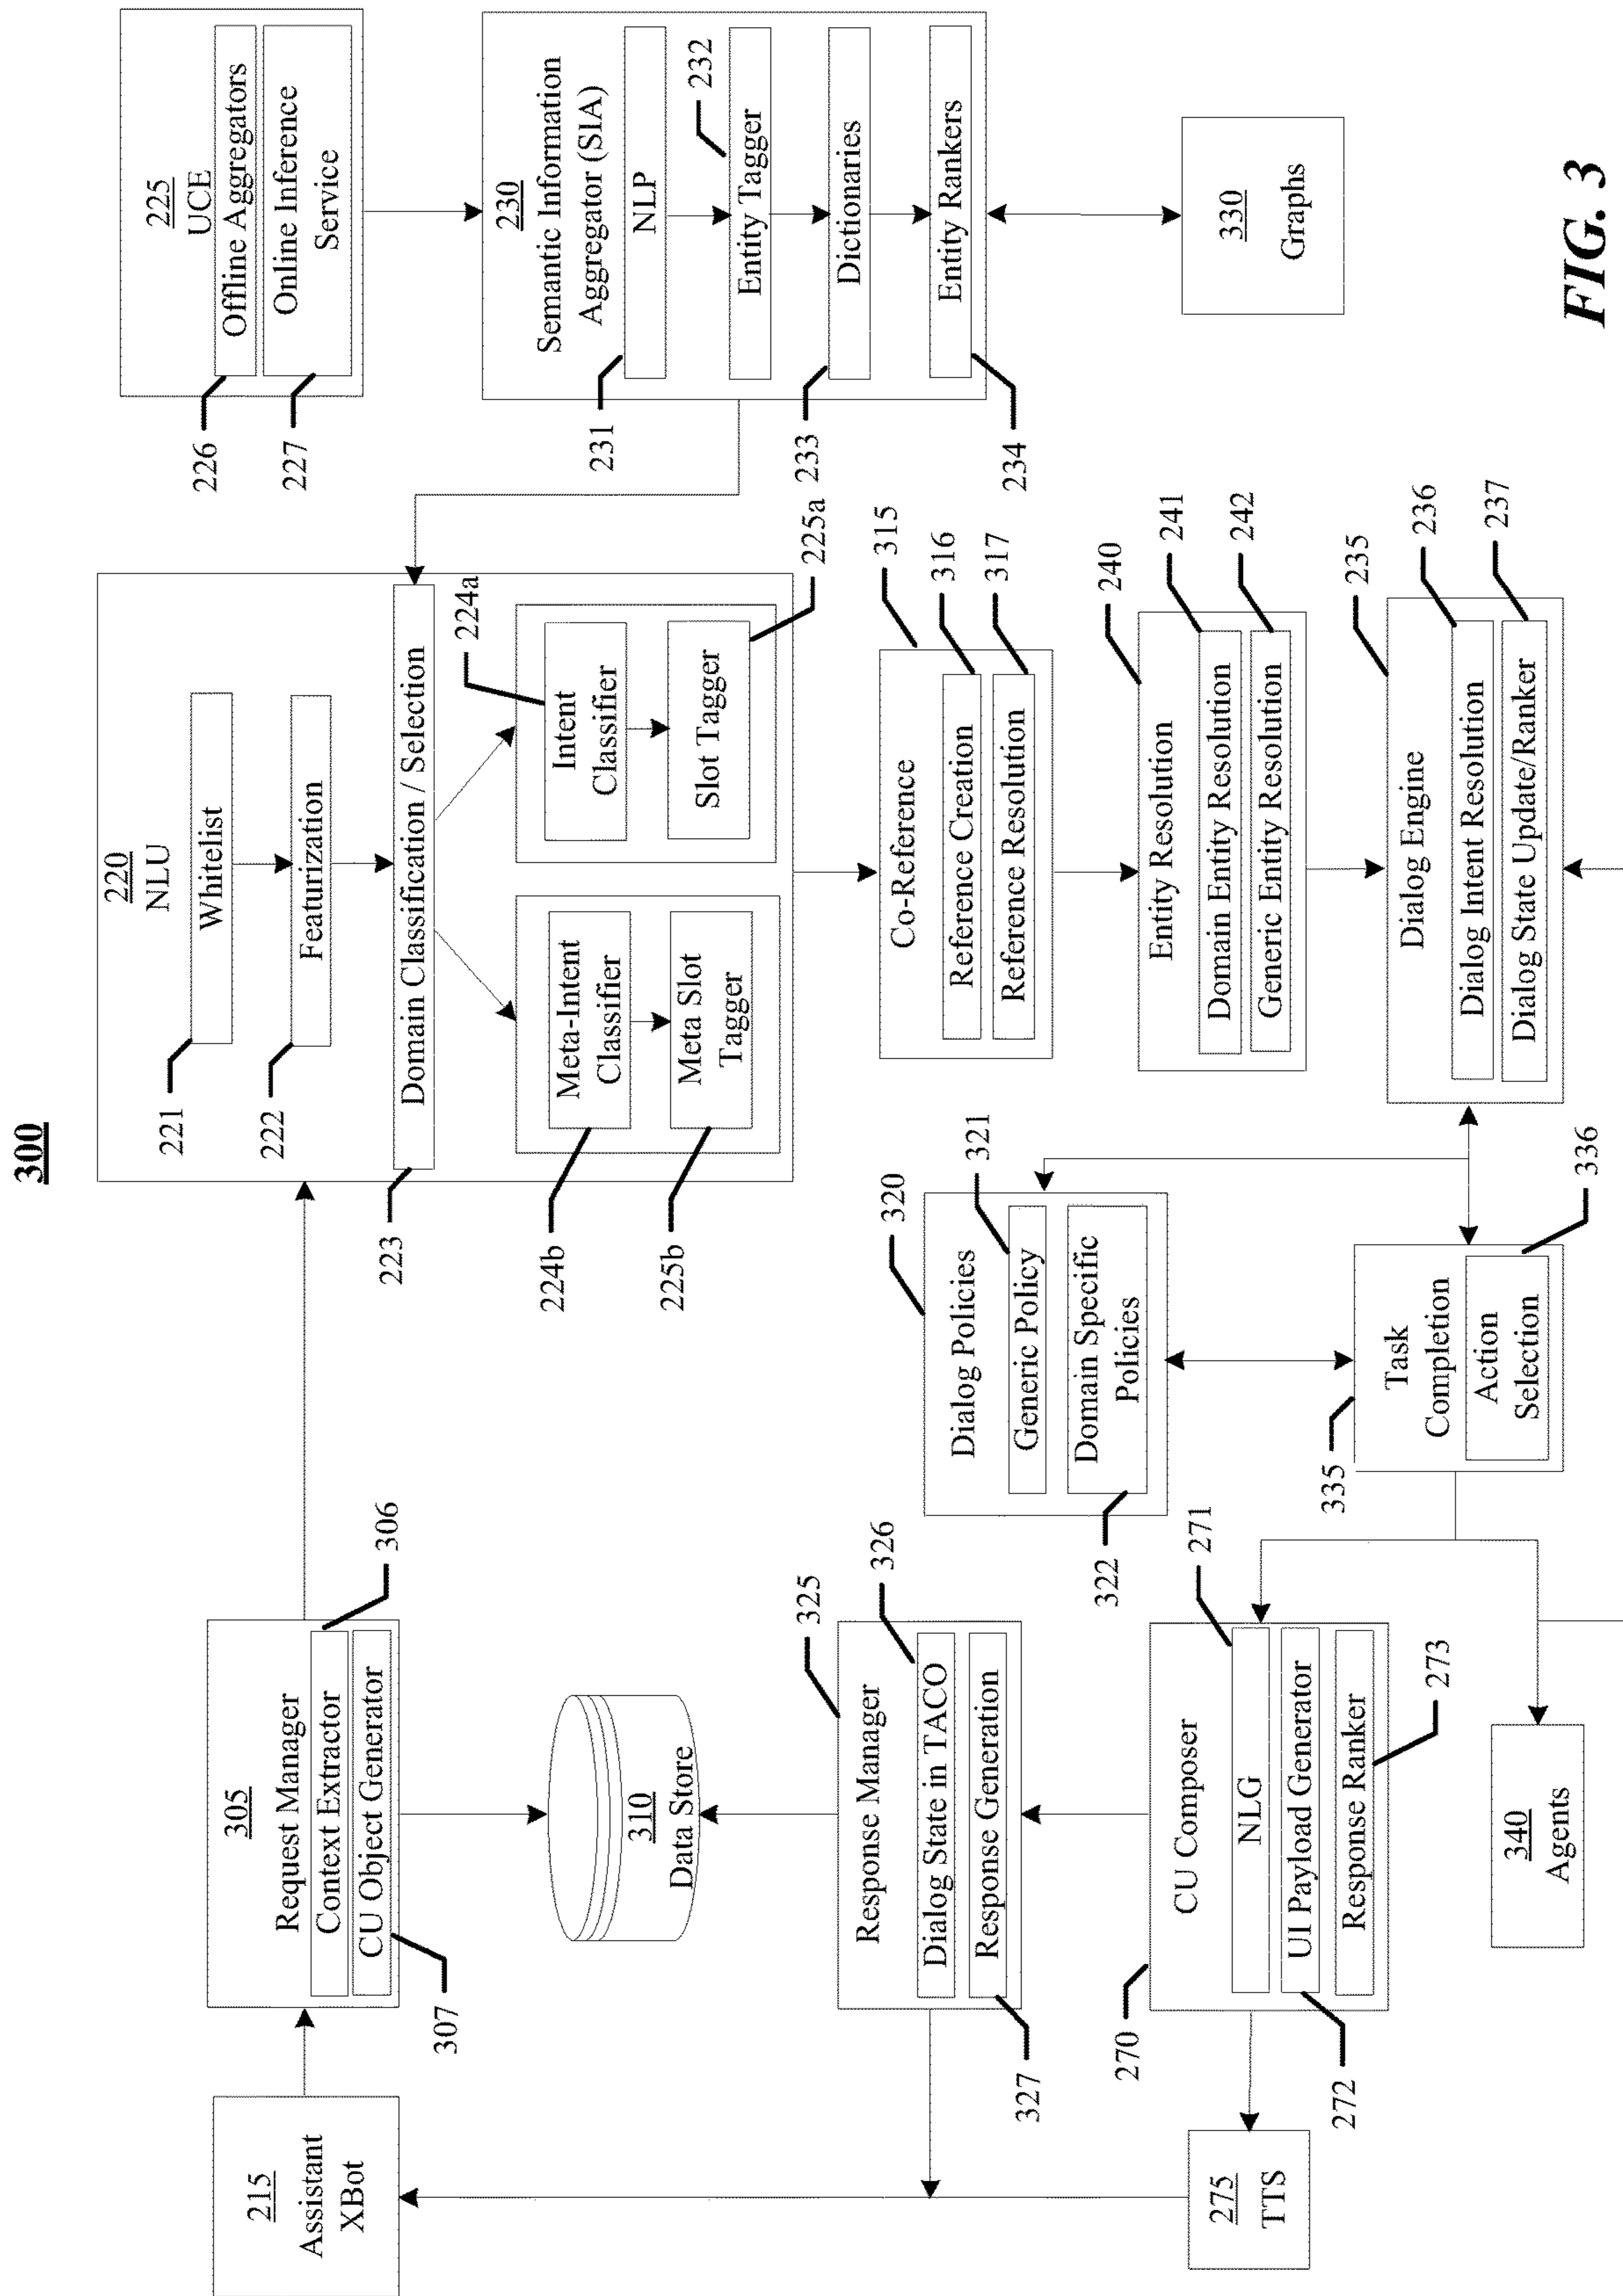 300
215
Assistant
XBot
305
Request Manager
Context Extractor
CU Object Generator
306
307
310
Data Store
220
NLU
Whitelist
221
Featurization
222
Domain Classification / Selection
223
Meta-Intent
Classifier
224b
Meta Slot
Tagger
225b
Intent
Classifier
224a
Slot Tagger
225a
225
UCE
Offline Aggregators
226
Online Inference
Service
227
230
Semantic Information
Aggregator (SIA)
NLP
231
Entity Tagger
232
Dictionaries
233
Entity Rankers
234
330
Graphs
Co-Reference
315
Reference Creation
316
Reference Resolution
317
Entity Resolution
240
Domain Entity Resolution
241
Generic Entity Resolution
242
Dialog Engine
235
Dialog Intent Resolution
236
Dialog State Update/Ranker
237
Dialog Policies
320
Generic Policy
321
Domain Specific
Policies
322
Task
Completion
335
Action
Selection
336
Response Manager
325
Dialog State in TACO
326
Response Generation
327
CU Composer
270
NLG
271
UI Payload Generator
272
Response Ranker
273
275
TTS
340
Agents
FIG. 3